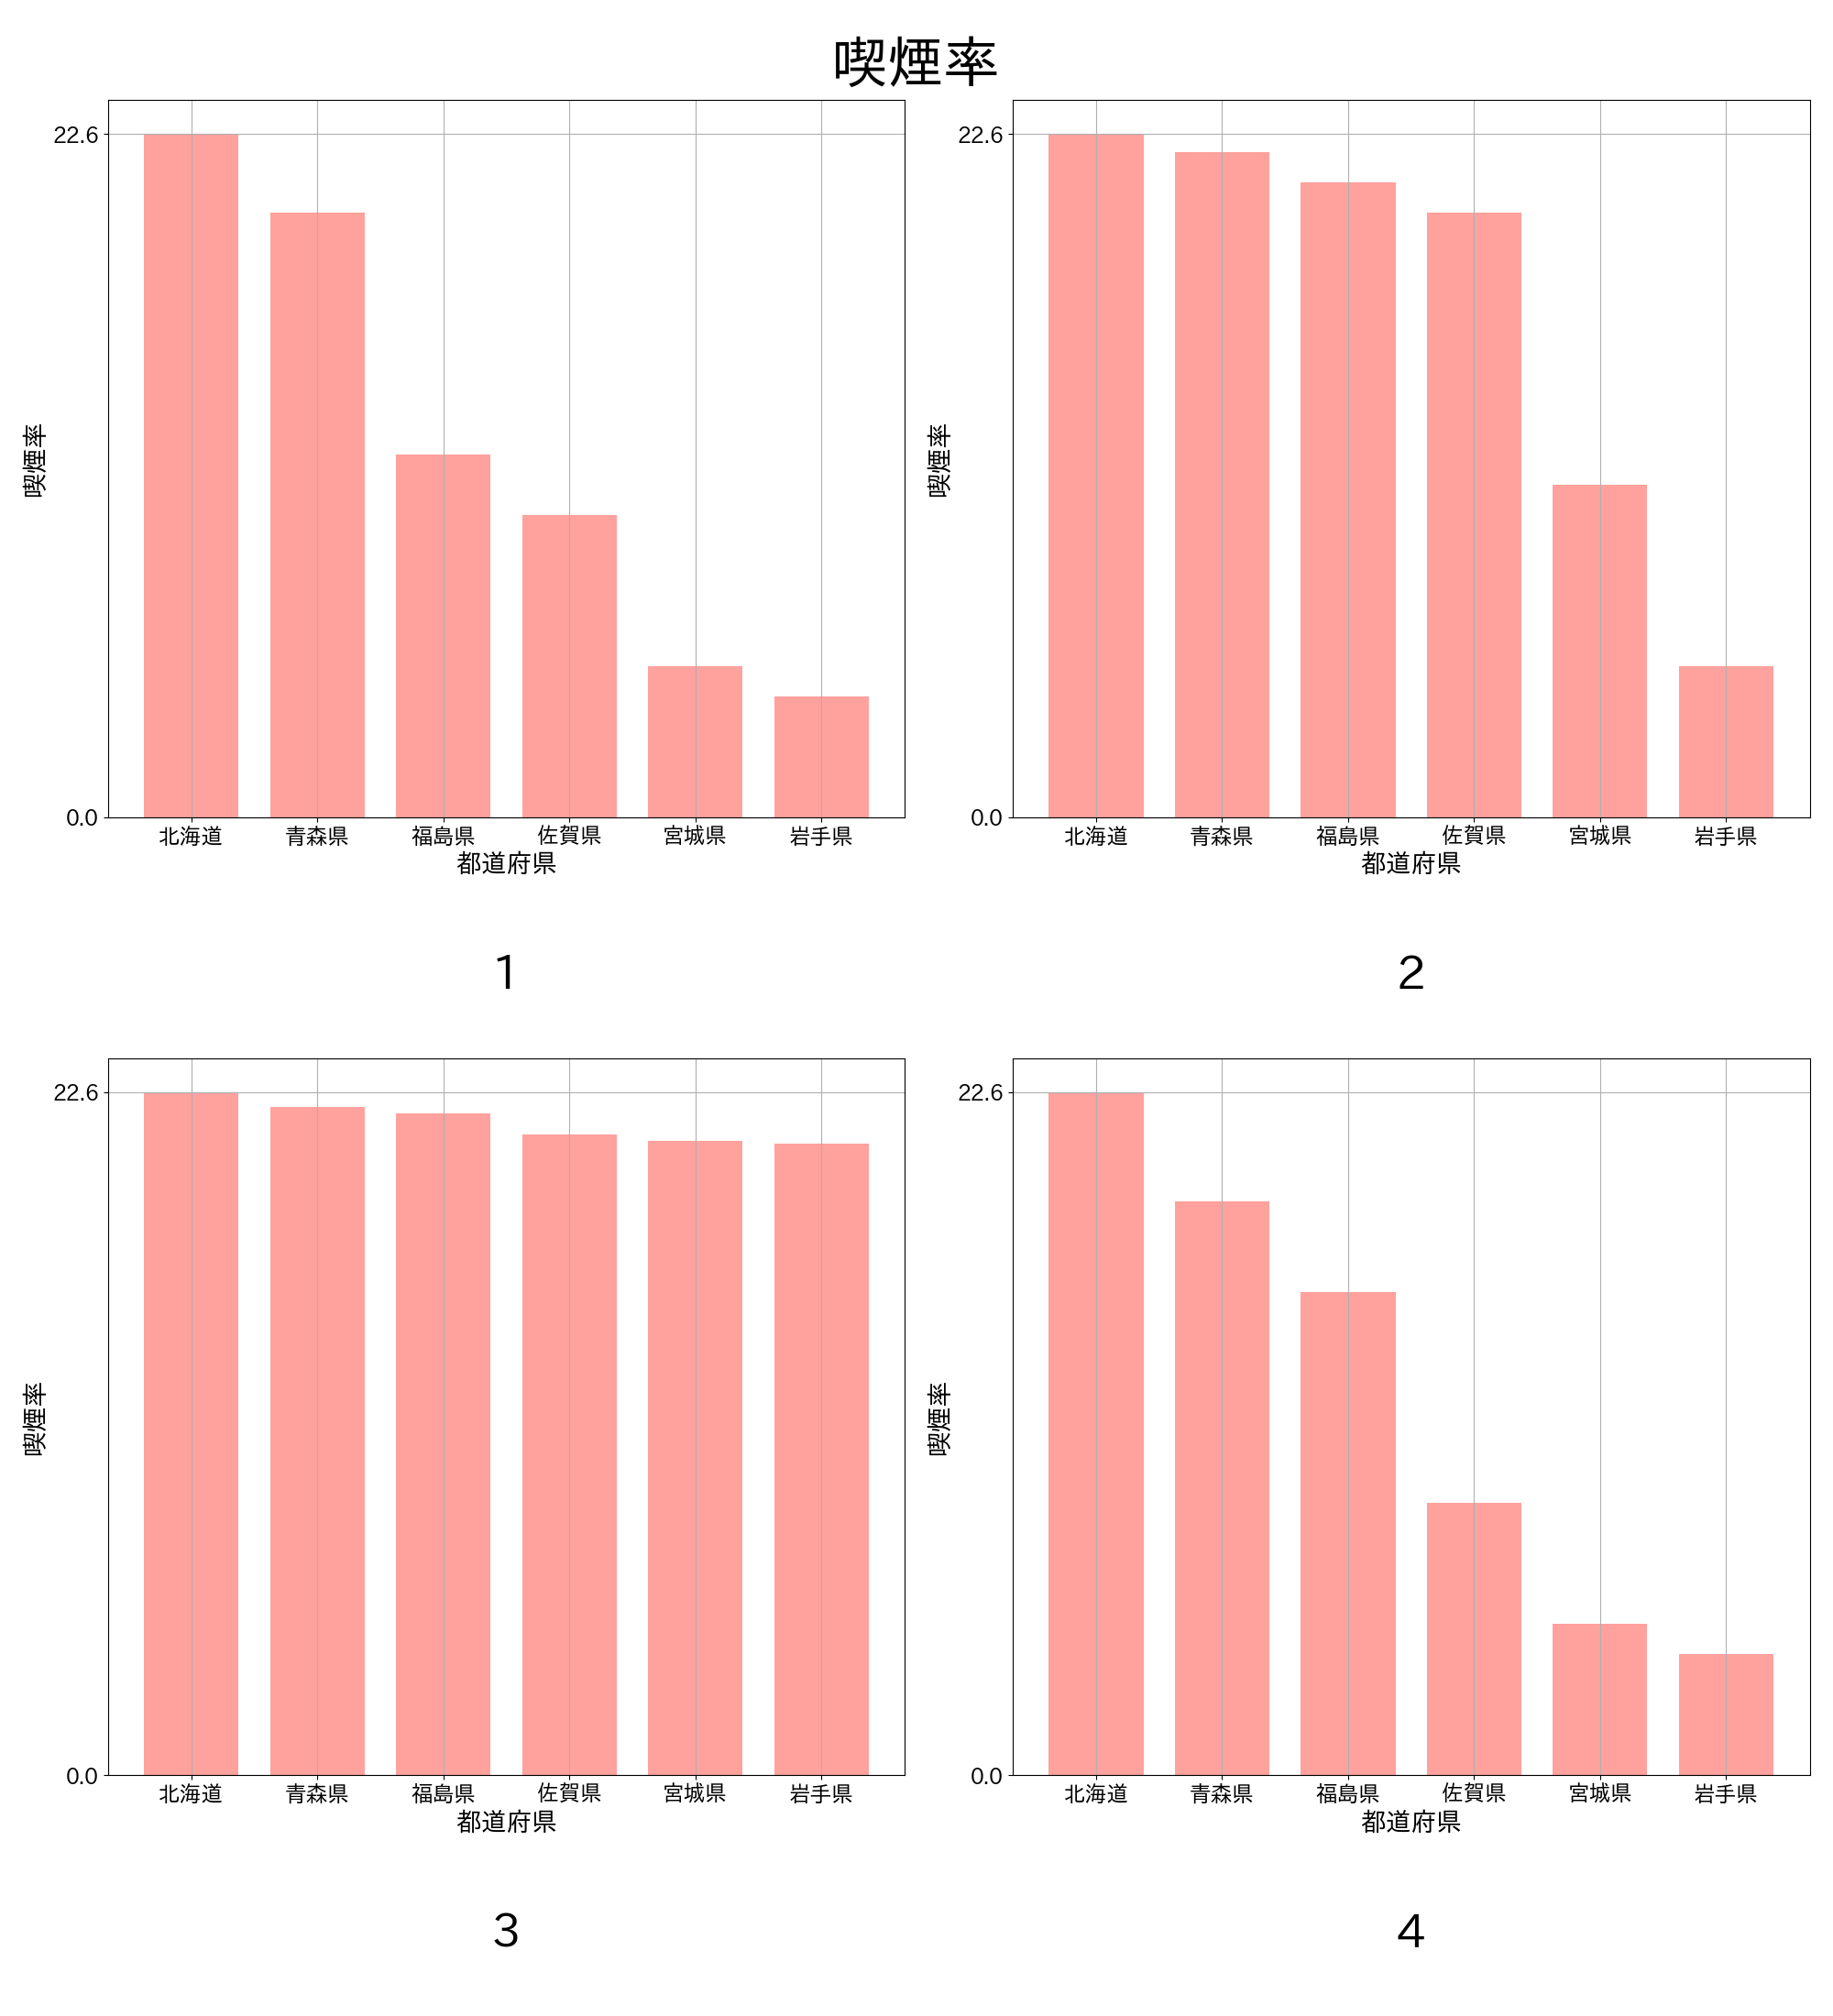 喫煙率
22.6
0.0
喫煙率
北海道 青森県 福島県 佐賀県 宮城県 岩手県
都道府県
1
22.6
0.0
喫煙率
北海道 青森県 福島県 佐賀県 宮城県 岩手県
都道府県
2
22.6
0.0
喫煙率
北海道 青森県 福島県 佐賀県 宮城県 岩手県
都道府県
3
22.6
0.0
喫煙率
北海道 青森県 福島県 佐賀県 宮城県 岩手県
都道府県
4